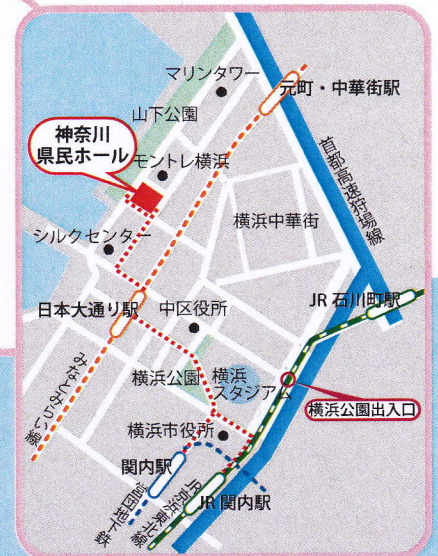 マリンタワー
元町・中華街駅
山下公園
神奈川
県民ホール
モントレ横浜
首都高速狩場線
横浜中華街
シルクセンター
JR 石川町駅
日本大通り駅
中区役所
みなとみらい線
横浜公園
横浜
スタジアム
横浜公園出入口
横浜市役所
関内駅
営団地下鉄
JR京浜東北線
JR 関内駅